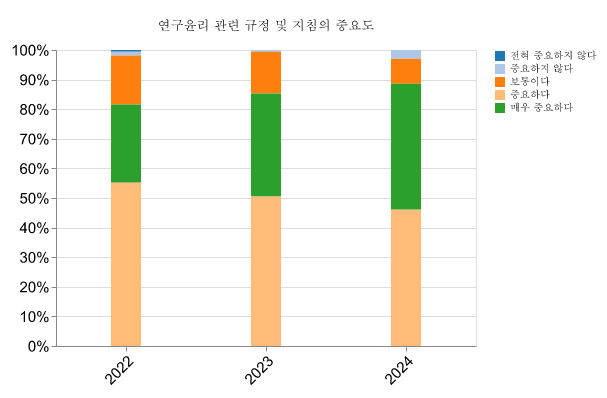 연구윤리 관련 규정 및 지침의 중요도
100%
90%
80%
70%
60%
50%
40%
30%
20%
10%
0%
2022
2023
2024
전혀 중요하지 않다
중요하지 않다
보통이다
중요하다
매우 중요하다